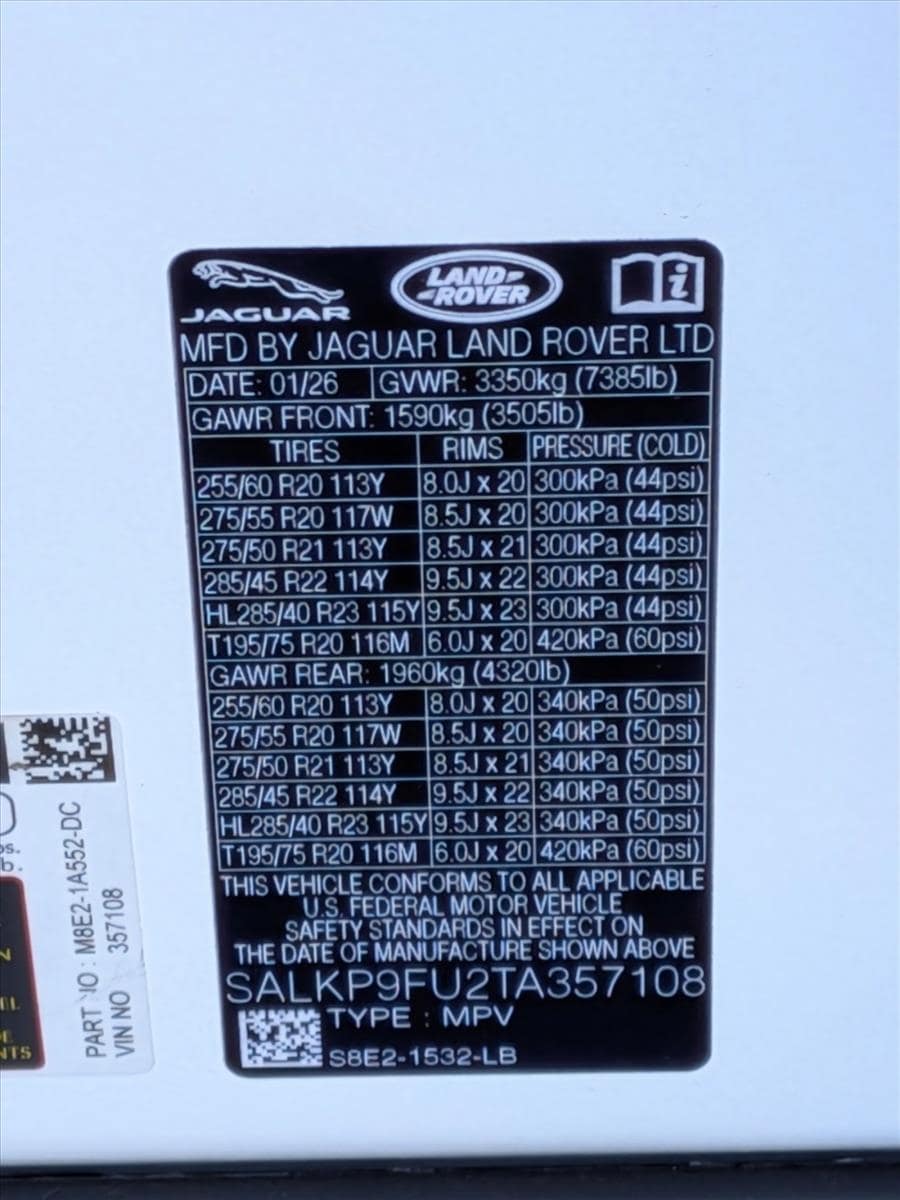 JAGUAR
LAND-
-ROVER
i
MFD BY JAGUAR LAND ROVER LTD
DATE: 01/26 GVWR: 3350kg (7385lb)
GAWR FRONT: 1590kg (3505lb)
TIRES RIMS PRESSURE (COLD)
255/60 R20 113Y 8.0J x 20 300kPa (44psi)
275/55 R20 117W 8.5J x 20 300kPa (44psi)
275/50 R21 113Y 8.5J x 21 300kPa (44psi)
285/45 R22 114Y 9.5J x 22 300kPa (44psi)
HL285/40 R23 115Y 9.5J x 23 300kPa (44psi)
T195/75 R20 116M 6.0J x 20 420kPa (60psi)
GAWR REAR: 1960kg (4320lb)
255/60 R20 113Y 8.0J x 20 340kPa (50psi)
275/55 R20 117W 8.5J x 20 340kPa (50psi)
275/50 R21 113Y 8.5J x 21 340kPa (50psi)
285/45 R22 114Y 9.5J x 22 340kPa (50psi)
HL285/40 R23 115Y 9.5J x 23 340kPa (50psi)
T195/75 R20 116M 6.0J x 20 420kPa (60psi)
THIS VEHICLE CONFORMS TO ALL APPLICABLE
U.S. FEDERAL MOTOR VEHICLE
SAFETY STANDARDS IN EFFECT ON
THE DATE OF MANUFACTURE SHOWN ABOVE
SALKP9FU2TA357108
TYPE : MPV
S8E2-1532-LB
PART NO : M8E2-1A552-DC
VIN NO 357108